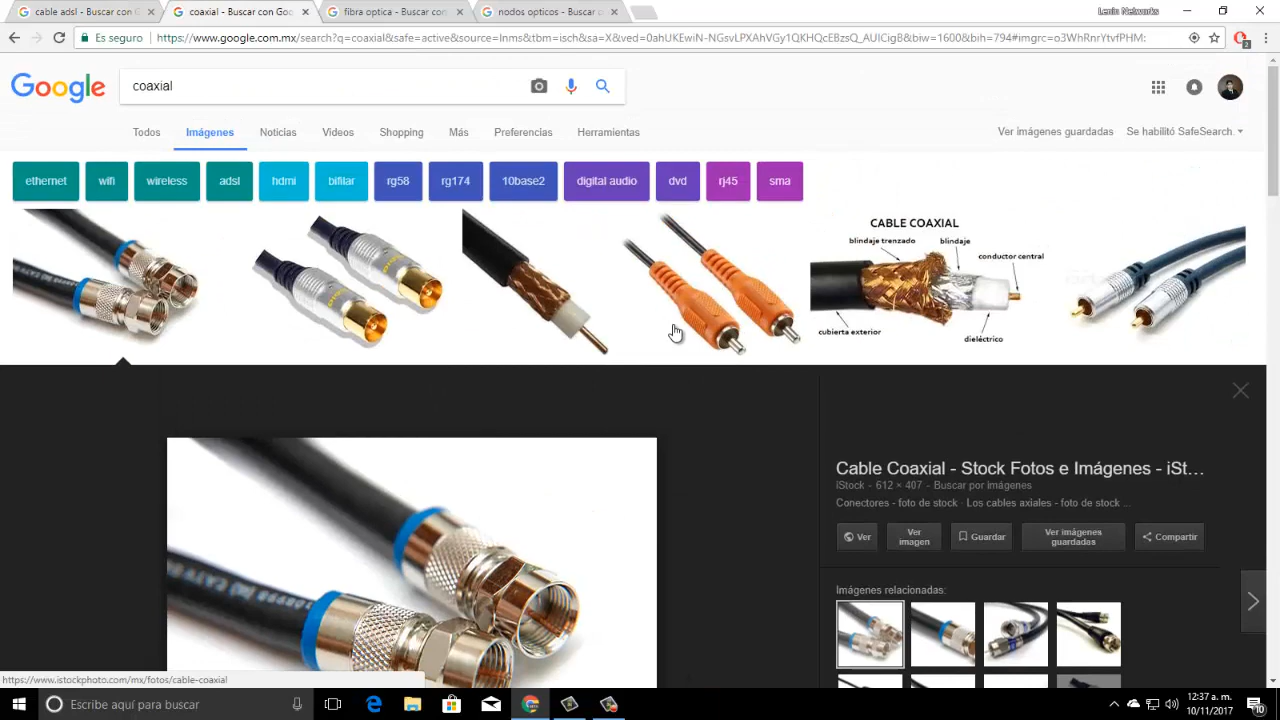 cable adsl - Buscar con G
coaxial - Buscar con Goo
fibra optica - Buscar con
nodos opticos - Buscar c
Lenin Networks
Es seguro
https://www.google.com.mx/search?q=coaxial&safe=active&source=lnms&tbm=isch&sa=X&ved=0ahUKEwiN-NGsvLPXAhVGy1QKHQcEBzsQ_AUICigB&biw=1600&bih=794#imgrc=o3WhRnrYtvfPHM:
Google
coaxial
Todos
Imágenes
Noticias
Videos
Shopping
Más
Preferencias
Herramientas
Ver imágenes guardadas
Se habilitó SafeSearch.
ethernet
wifi
wireless
adsl
hdmi
bifilar
rg58
rg174
10base2
digital audio
dvd
rj45
sma
CABLE COAXIAL
blindaje trenzado
blindaje
conductor central
cubierta exterior
dieléctrico
Cable Coaxial - Stock Fotos e Imágenes - iSt...
iStock - 612 × 407 - Buscar por imágenes
Conectores - foto de stock · Los cables axiales - foto de stock ...
Ver
Ver imagen
Guardar
Ver imágenes guardadas
Compartir
Imágenes relacionadas:
https://www.istockphoto.com/mx/fotos/cable-coaxial
Escribe aquí para buscar
12:37 a. m.
10/11/2017